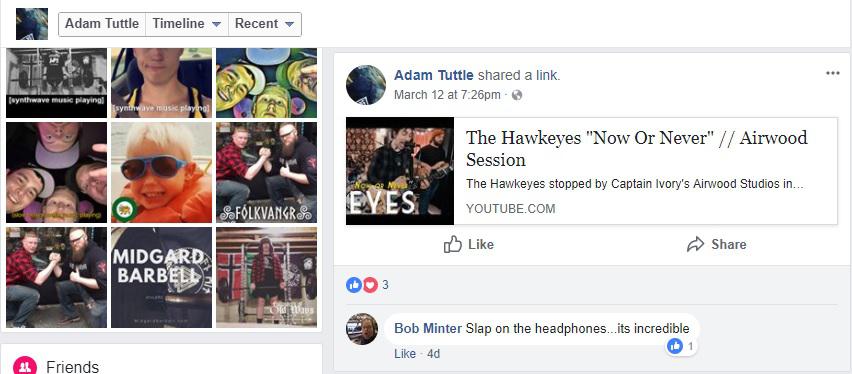 Adam Tuttle
Timeline
Recent
[synthwave music playing]
[synthwave music playing]
FÓLKVANGR
MIDGARD
BARBELL
Old Ways
Friends
Adam Tuttle shared a link.
March 12 at 7:26pm ·
NOW OR NEVER
EYES
The Hawkeyes "Now Or Never" // Airwood
Session
The Hawkeyes stopped by Captain Ivory's Airwood Studios in...
YOUTUBE.COM
Like
Share
3
Bob Minter Slap on the headphones...its incredible
1
Like · 4d